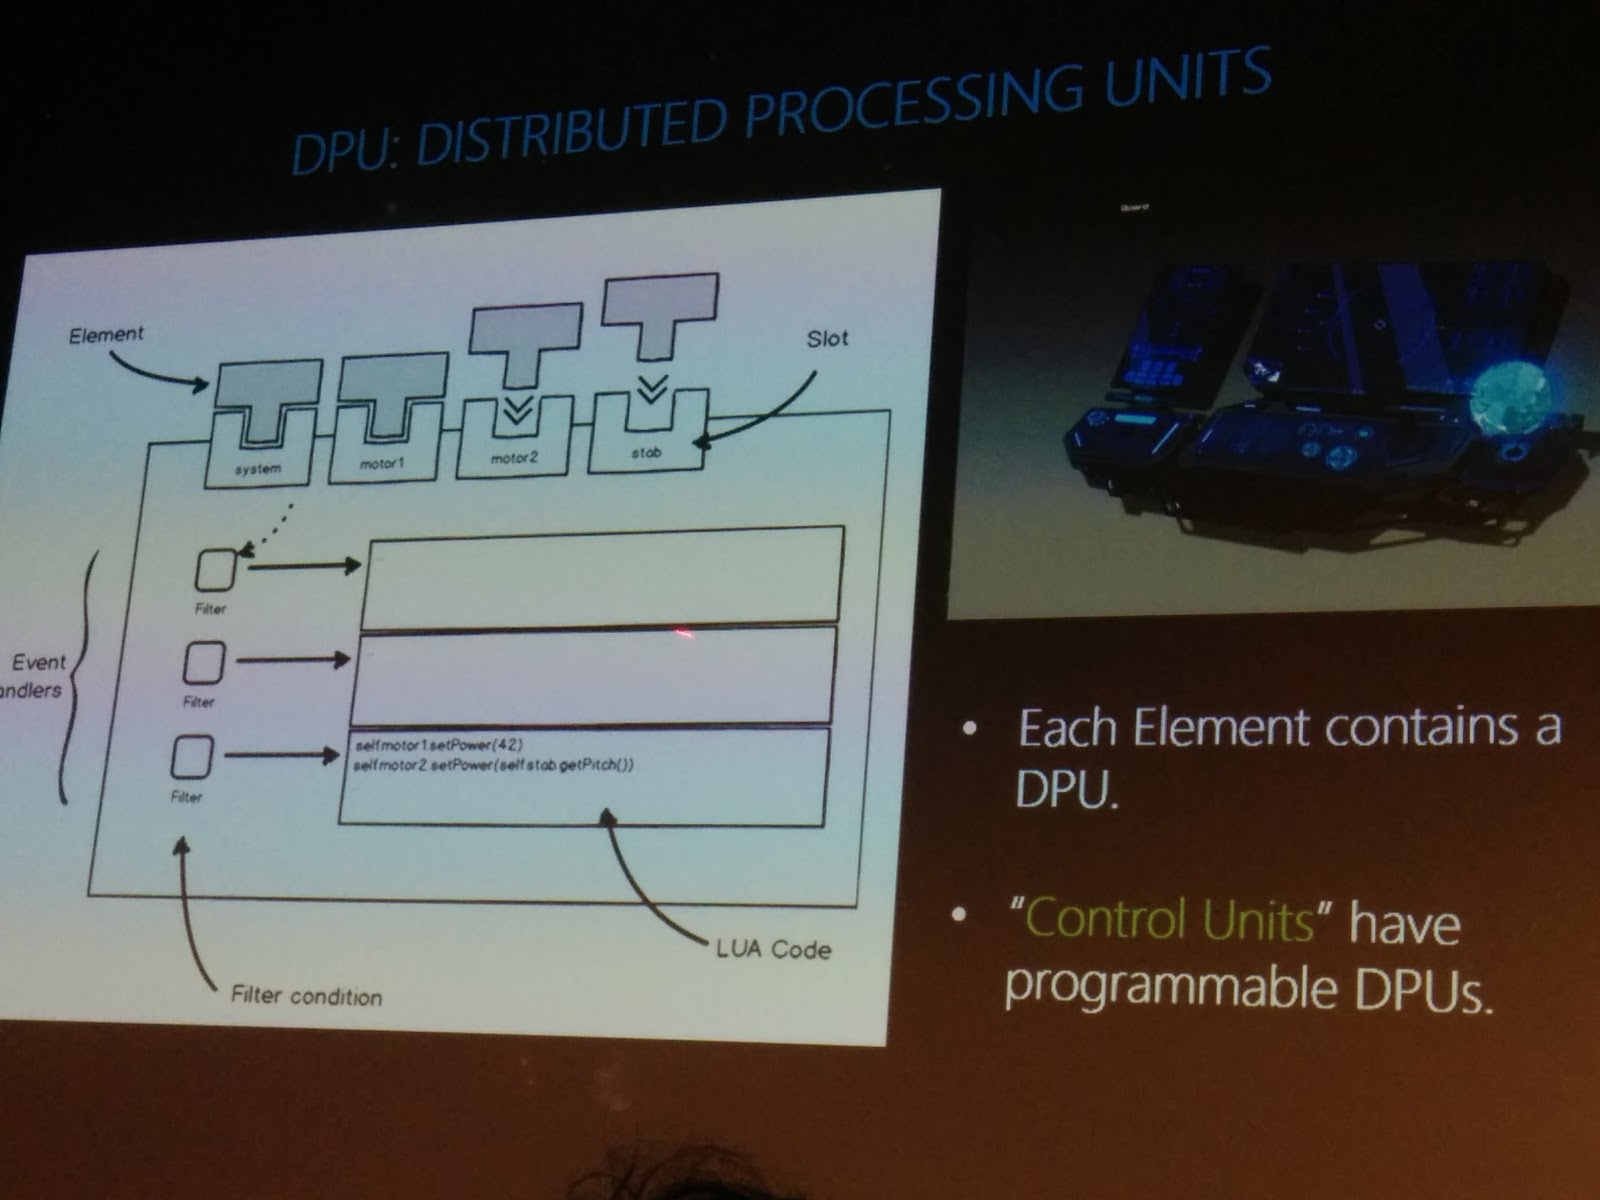 DPU: DISTRIBUTED PROCESSING UNITS
Board
Element
Slot
system
motor1
motor2
stab
Filter
Event
andlers
Filter
Filter
self.motor1.setPower(42)
self.motor2.setPower(self.stab.getPitch())
LUA Code
Filter condition
• Each Element contains a
DPU.
• "Control Units" have
programmable DPUs.